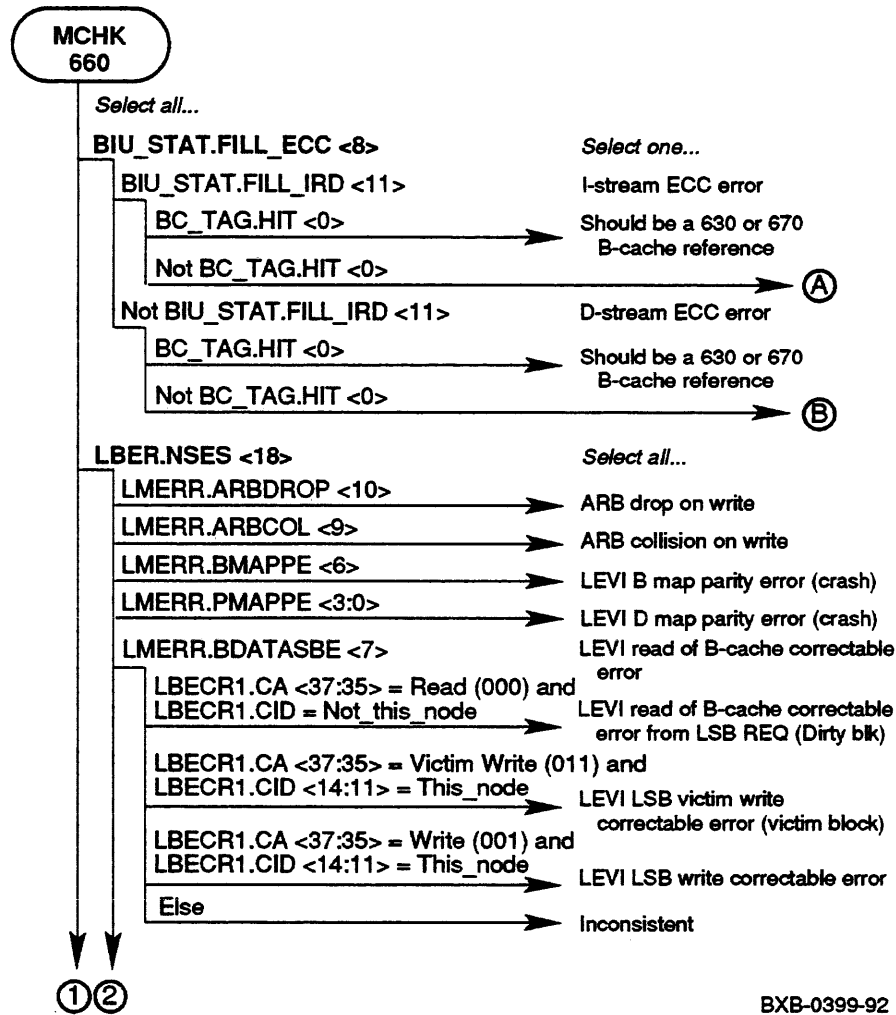 MCHK
660
Select all...
BIU_STAT.FILL_ECC <8> Select one...
BIU_STAT.FILL_IRD <11> I-stream ECC error
BC_TAG.HIT <0> Should be a 630 or 670
B-cache reference
Not BC_TAG.HIT <0> A
Not BIU_STAT.FILL_IRD <11> D-stream ECC error
BC_TAG.HIT <0> Should be a 630 or 670
B-cache reference
Not BC_TAG.HIT <0> B
LBER.NSES <18> Select all...
LMERR.ARBDROP <10> ARB drop on write
LMERR.ARBCOL <9> ARB collision on write
LMERR.BMAPPE <6> LEVI B map parity error (crash)
LMERR.PMAPPE <3:0> LEVI D map parity error (crash)
LMERR.BDATASBE <7> LEVI read of B-cache correctable
error
LBECR1.CA <37:35> = Read (000) and
LBECR1.CID = Not_this_node LEVI read of B-cache correctable
error from LSB REQ (Dirty blk)
LBECR1.CA <37:35> = Victim Write (011) and
LBECR1.CID <14:11> = This_node LEVI LSB victim write
correctable error (victim block)
LBECR1.CA <37:35> = Write (001) and
LBECR1.CID <14:11> = This_node LEVI LSB write correctable error
Else Inconsistent
1 2
BXB-0399-92